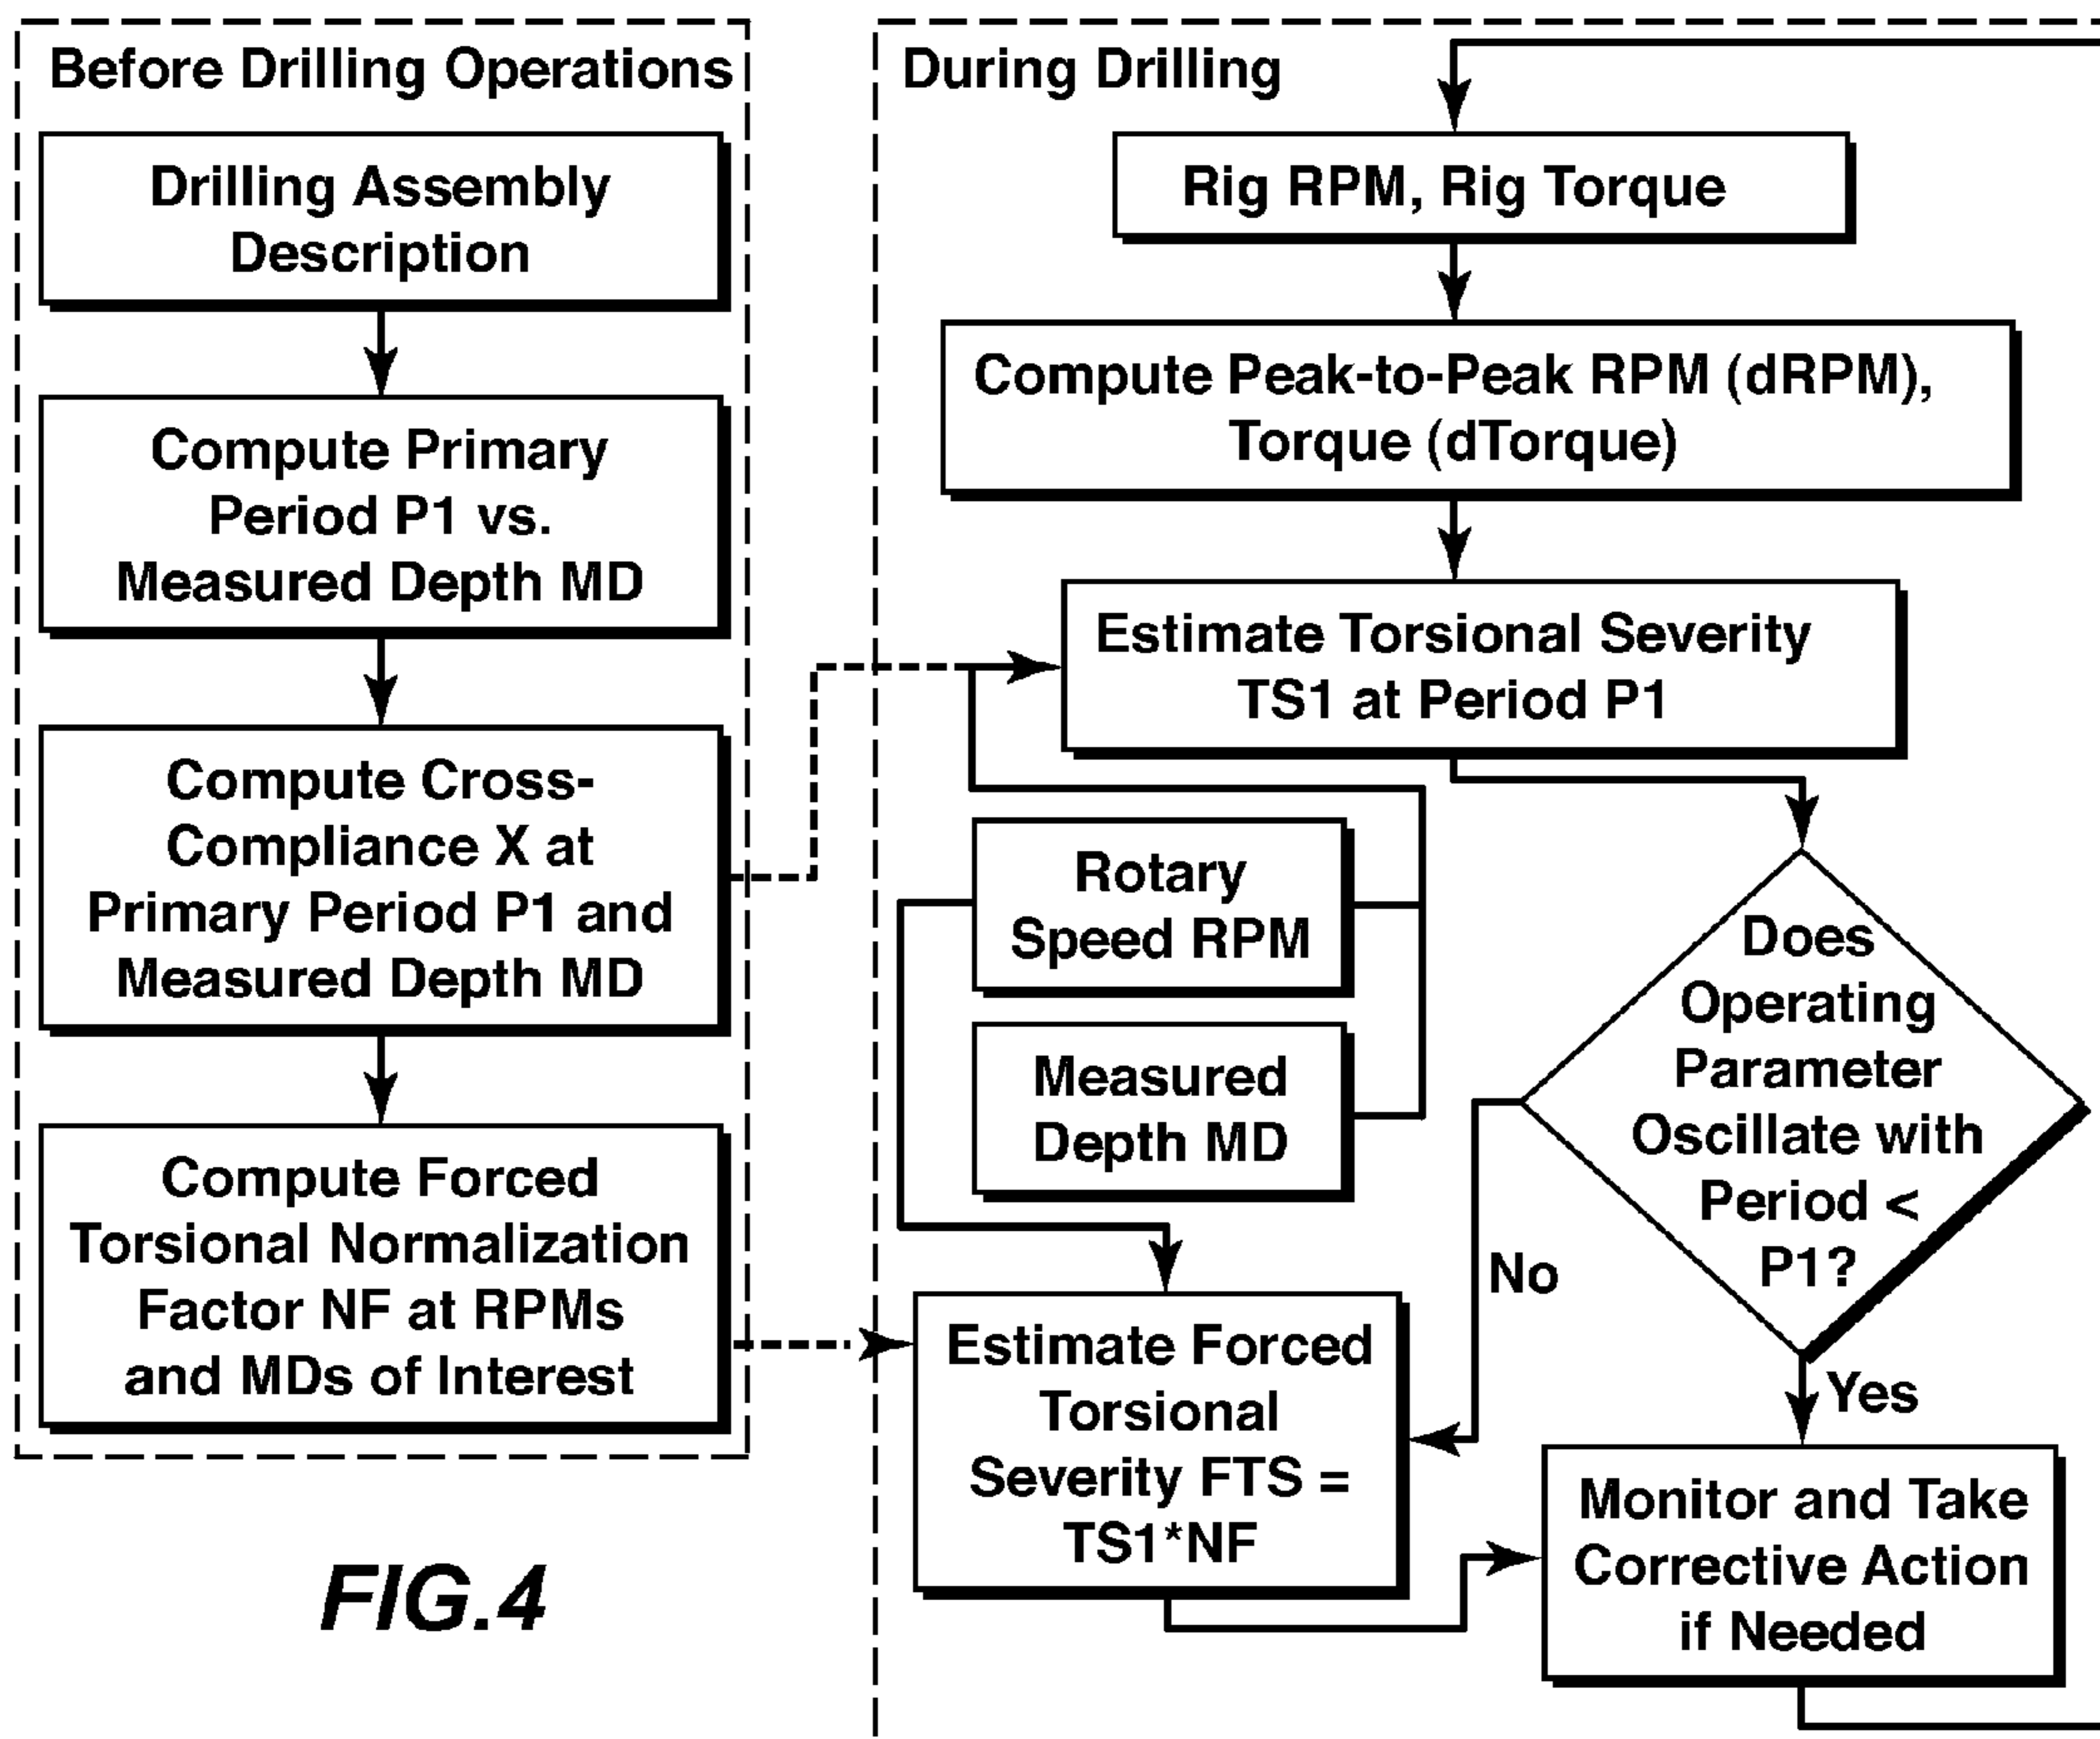 Before Drilling Operations
Drilling Assembly
Description
Compute Primary
Period P1 vs.
Measured Depth MD
Compute Cross-
Compliance X at
Primary Period P1 and
Measured Depth MD
Compute Forced
Torsional Normalization
Factor NF at RPMs
and MDs of Interest
FIG.4
During Drilling
Rig RPM, Rig Torque
Compute Peak-to-Peak RPM (dRPM),
Torque (dTorque)
Estimate Torsional Severity
TS1 at Period P1
Rotary
Speed RPM
Measured
Depth MD
Does
Operating
Parameter
Oscillate with
Period <
P1?
No
Yes
Estimate Forced
Torsional
Severity FTS =
TS1*NF
Monitor and Take
Corrective Action
if Needed